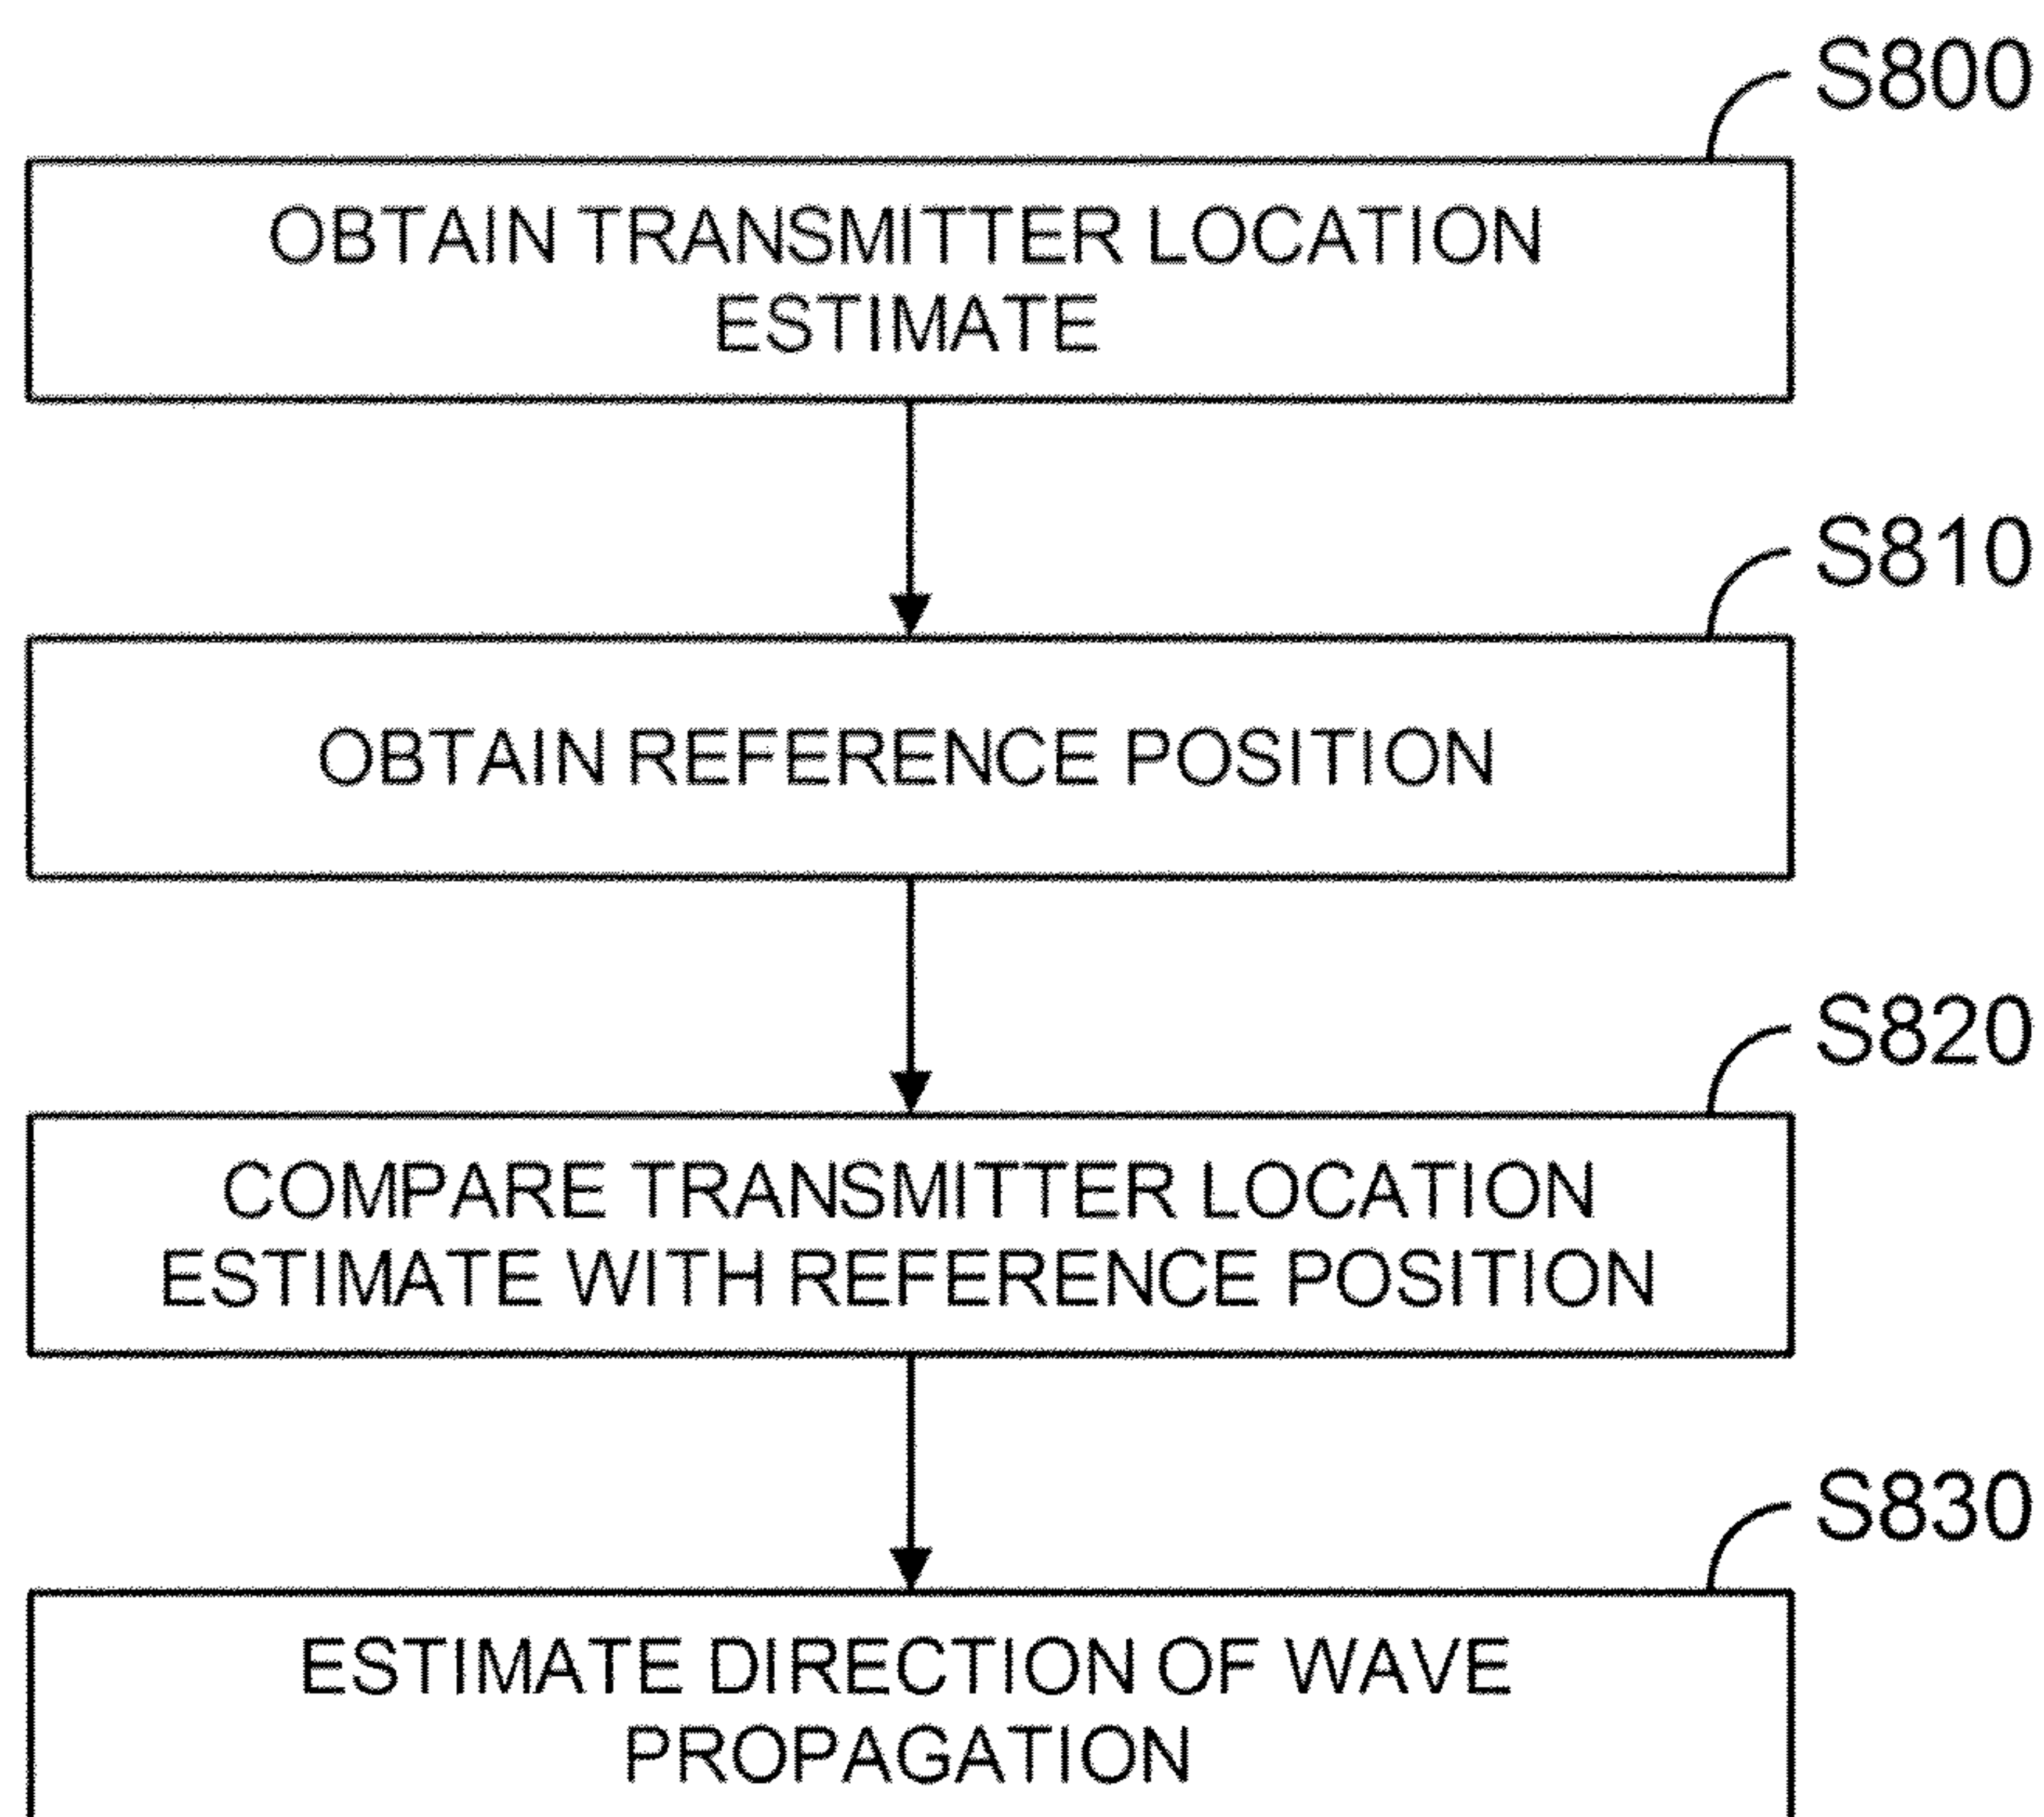 S800
OBTAIN TRANSMITTER LOCATION
ESTIMATE
S810
OBTAIN REFERENCE POSITION
S820
COMPARE TRANSMITTER LOCATION
ESTIMATE WITH REFERENCE POSITION
S830
ESTIMATE DIRECTION OF WAVE
PROPAGATION